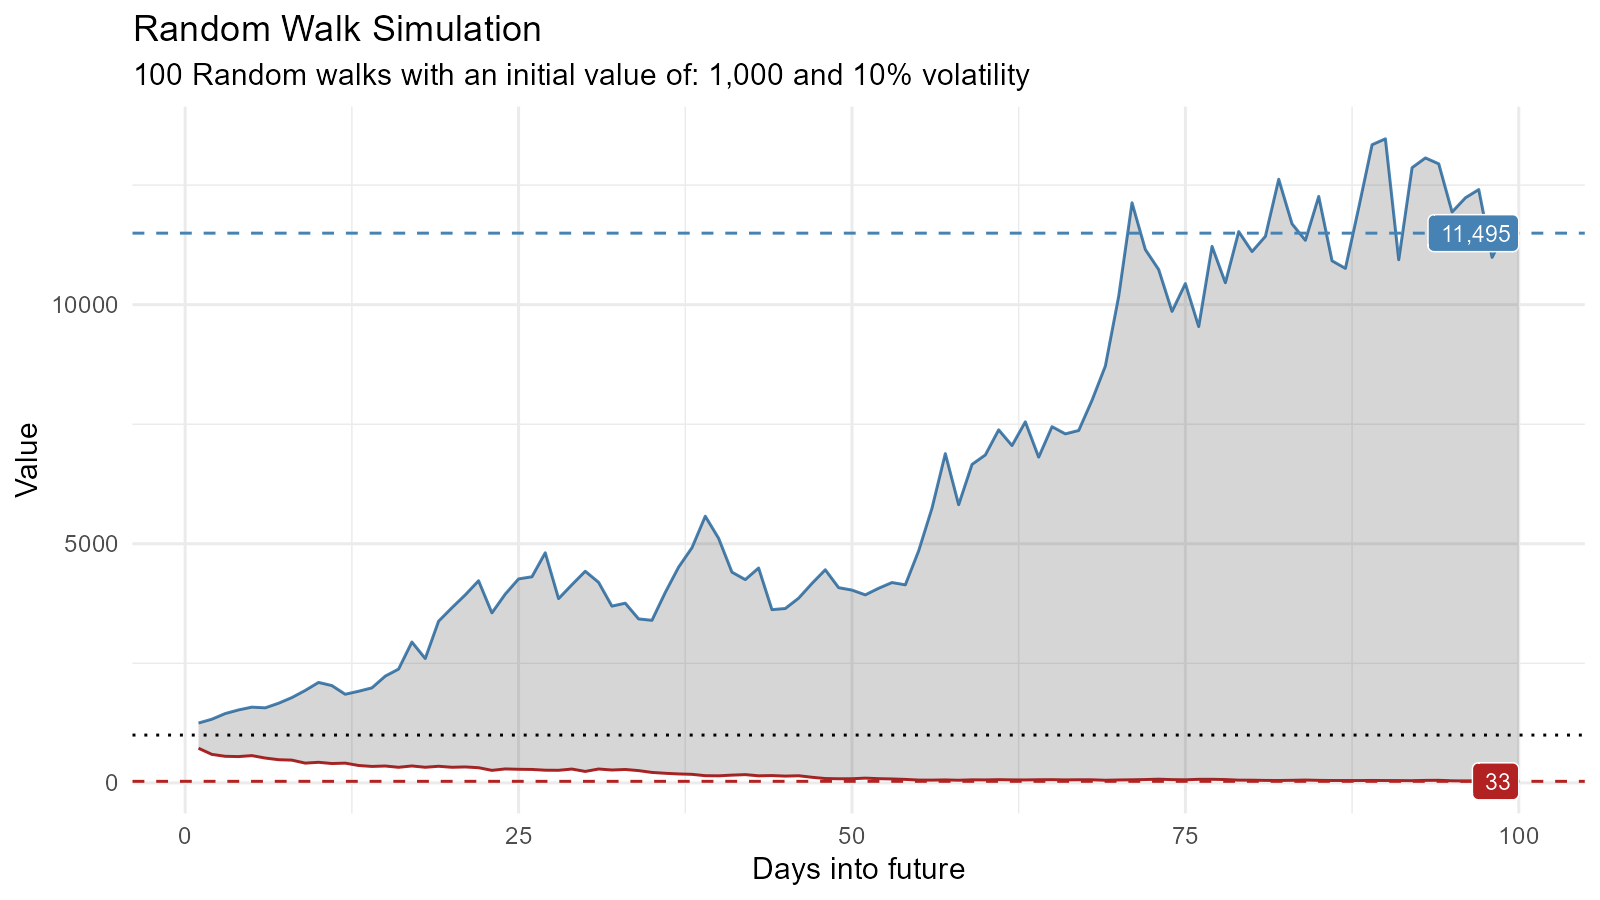 Random Walk Simulation
100 Random walks with an initial value of: 1,000 and 10% volatility
Value
10000
5000
0
11,495
33
0
25
50
75
100
Days into future